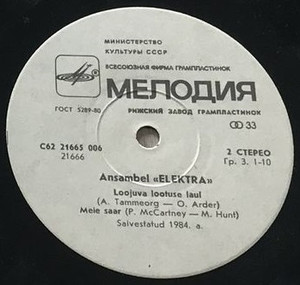 МИНИСТЕРСТВО
КУЛЬТУРЫ СССР
ВСЕСОЮЗНАЯ ФИРМА ГРАМПЛАСТИНОК
МЕЛОДИЯ
ГОСТ 5289-80 РИЖСКИЙ ЗАВОД ГРАМПЛАСТИНОК 33
С62 21665 006 2 СТЕРЕО
21666 Гр. 3. 1-10
Ansambel «ELEKTRA»
Loojuva lootuse laul
(A. Tammeorg — O. Arder)
Meie saar (P. McCartney — M. Hunt)
Salvestatud 1984. a.